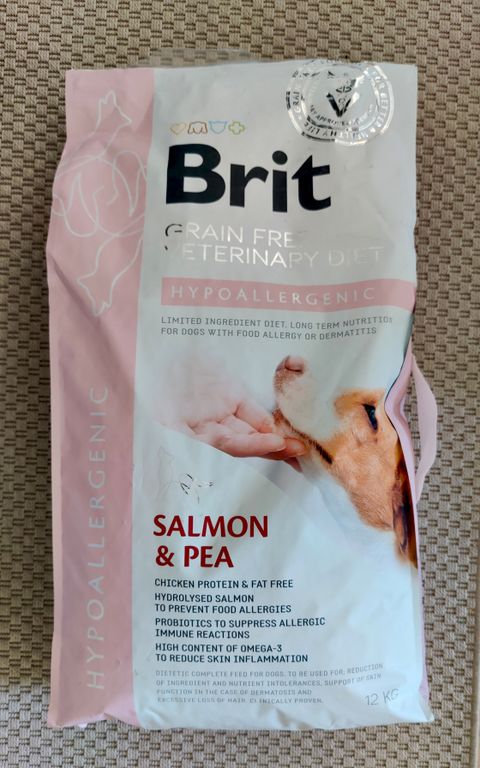 Brit
GRAIN FREE
VETERINARY DIET
HYPOALLERGENIC
LIMITED INGREDIENT DIET. LONG TERM NUTRITION
FOR DOGS WITH FOOD ALLERGY OR DERMATITIS
HYPOALLERGENIC
SALMON
& PEA
CHICKEN PROTEIN & FAT FREE
HYDROLYSED SALMON
TO PREVENT FOOD ALLERGIES
PROBIOTICS TO SUPPRESS ALLERGIC
IMMUNE REACTIONS
HIGH CONTENT OF OMEGA-3
TO REDUCE SKIN INFLAMMATION
DIETETIC COMPLETE FEED FOR DOGS. TO BE USED FOR: REDUCTION
OF INGREDIENT AND NUTRIENT INTOLERANCES, SUPPORT OF SKIN
FUNCTION IN THE CASE OF DERMATOSIS AND
EXCESSIVE LOSS OF HAIR. CLINICALLY PROVEN.
12 KG